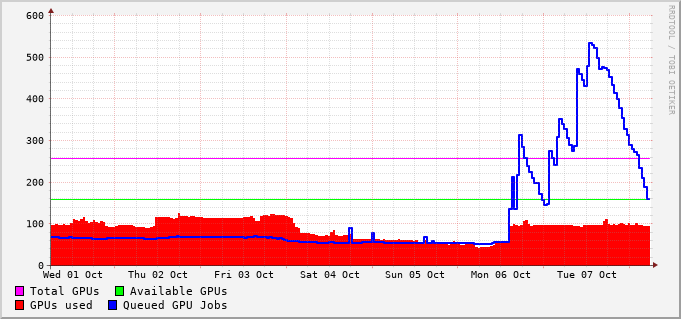 RRDTOOL / TOBI OETIKER
600
500
400
300
200
100
0
Wed 01 Oct Thu 02 Oct Fri 03 Oct Sat 04 Oct Sun 05 Oct Mon 06 Oct Tue 07 Oct
Total GPUs Available GPUs
GPUs used Queued GPU Jobs